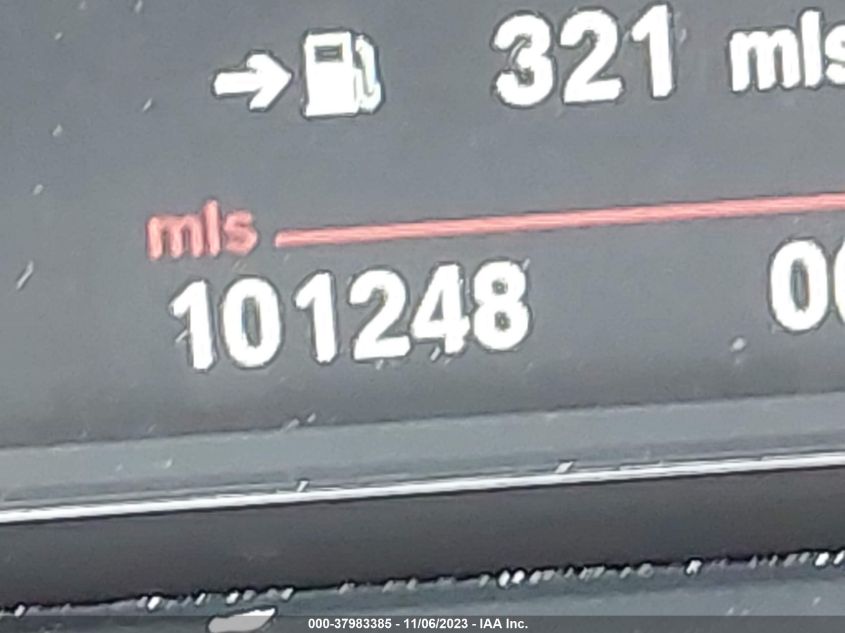 321 mls
mls
101248
000-37983385 - 11/06/2023 - IAA Inc.